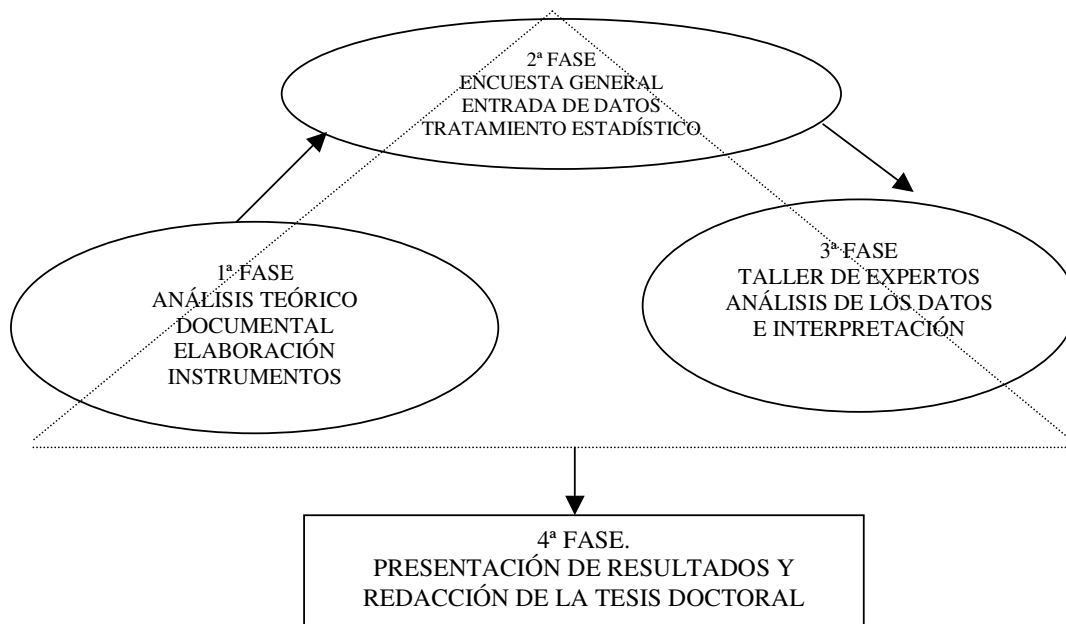 2ª FASE
ENCUESTA GENERAL
ENTRADA DE DATOS
TRATAMIENTO ESTADÍSTICO
1ª FASE
ANÁLISIS TEÓRICO
DOCUMENTAL
ELABORACIÓN
INSTRUMENTOS
3ª FASE
TALLER DE EXPERTOS
ANÁLISIS DE LOS DATOS
E INTERPRETACIÓN
4ª FASE.
PRESENTACIÓN DE RESULTADOS Y
REDACCIÓN DE LA TESIS DOCTORAL